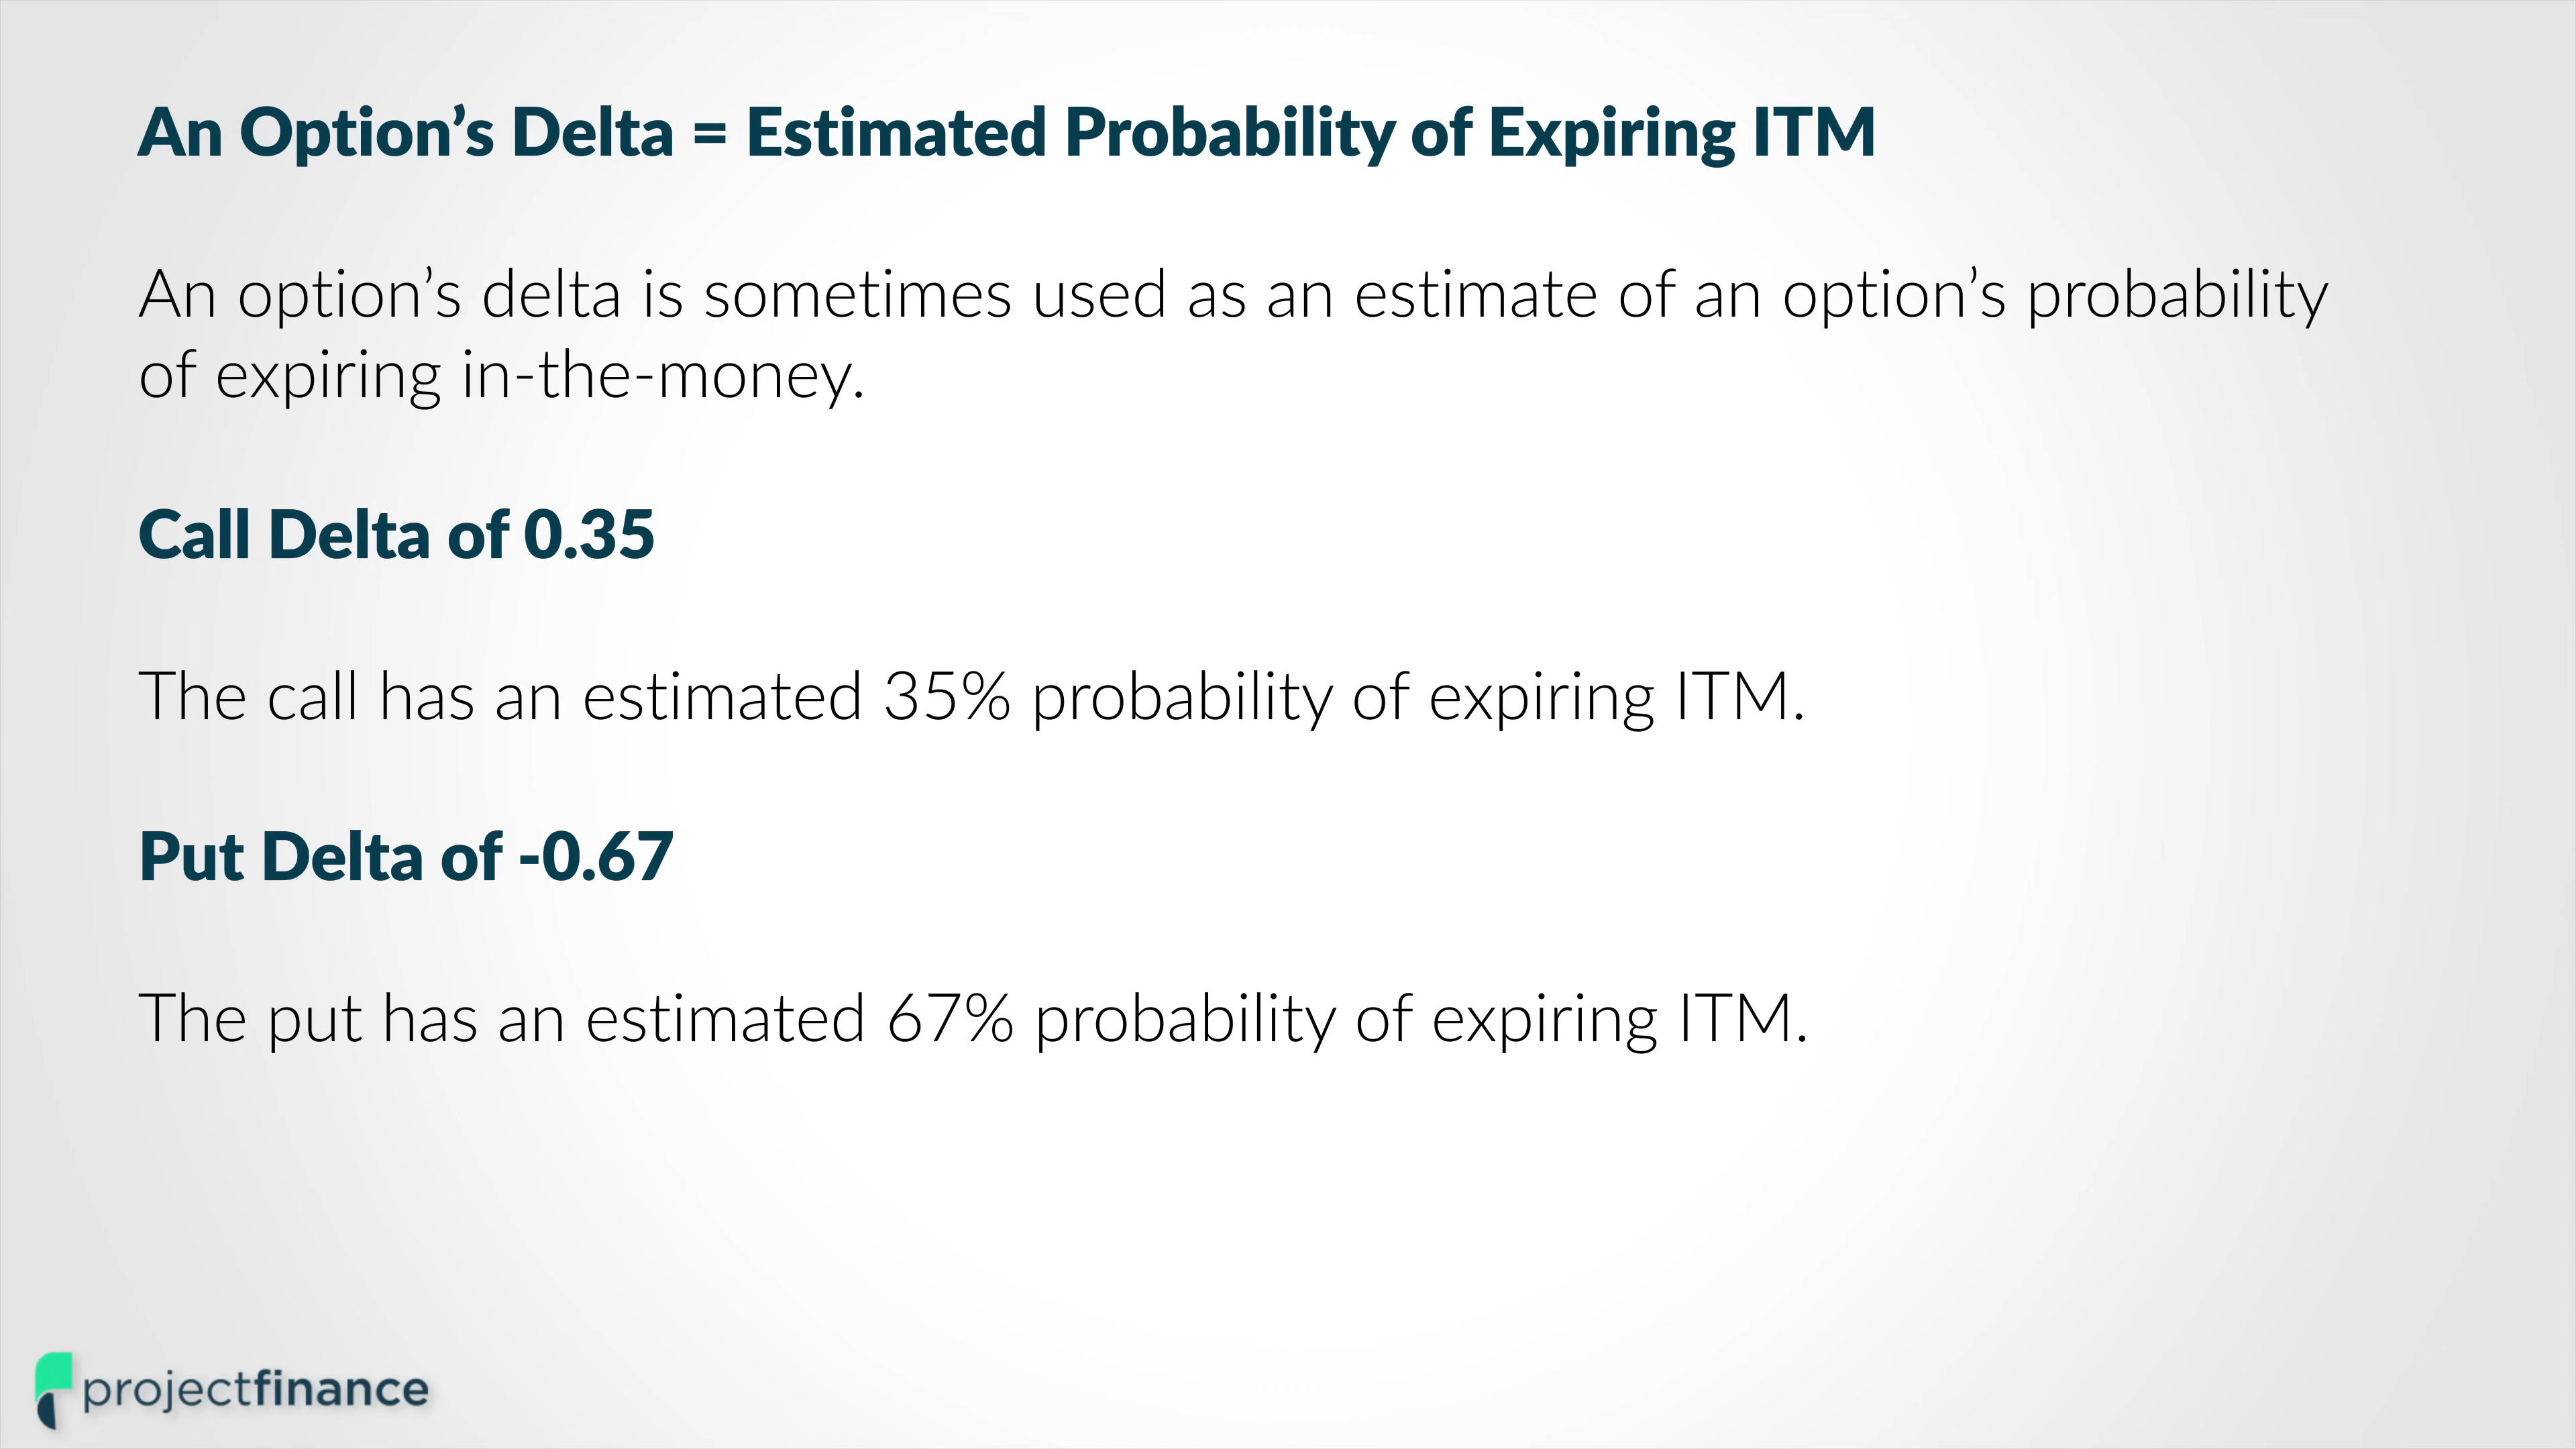 An Option’s Delta = Estimated Probability of Expiring ITM
An option’s delta is sometimes used as an estimate of an option’s probability
of expiring in-the-money.
Call Delta of 0.35
The call has an estimated 35% probability of expiring ITM.
Put Delta of -0.67
The put has an estimated 67% probability of expiring ITM.
projectfinance